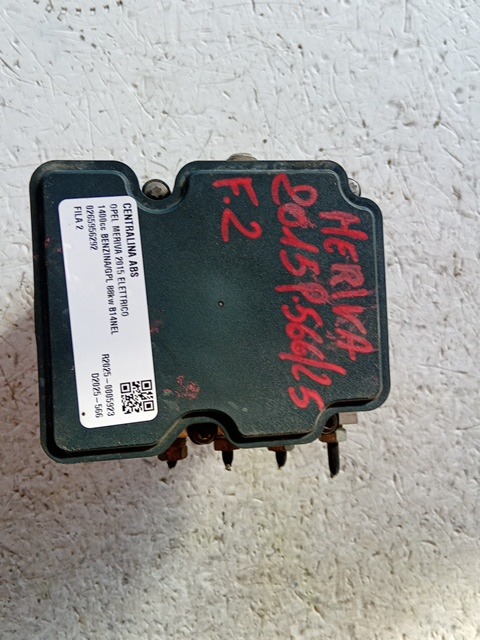 CENTRALINA ABS
OPEL MERIVA 2015 ELETTRICO
1400cc BENZINA/GPL 88kw B14NEL
0265956292
FILA 2
R2025-0005923
D2025-566
MERIVA
2015 P.566/25
F.2